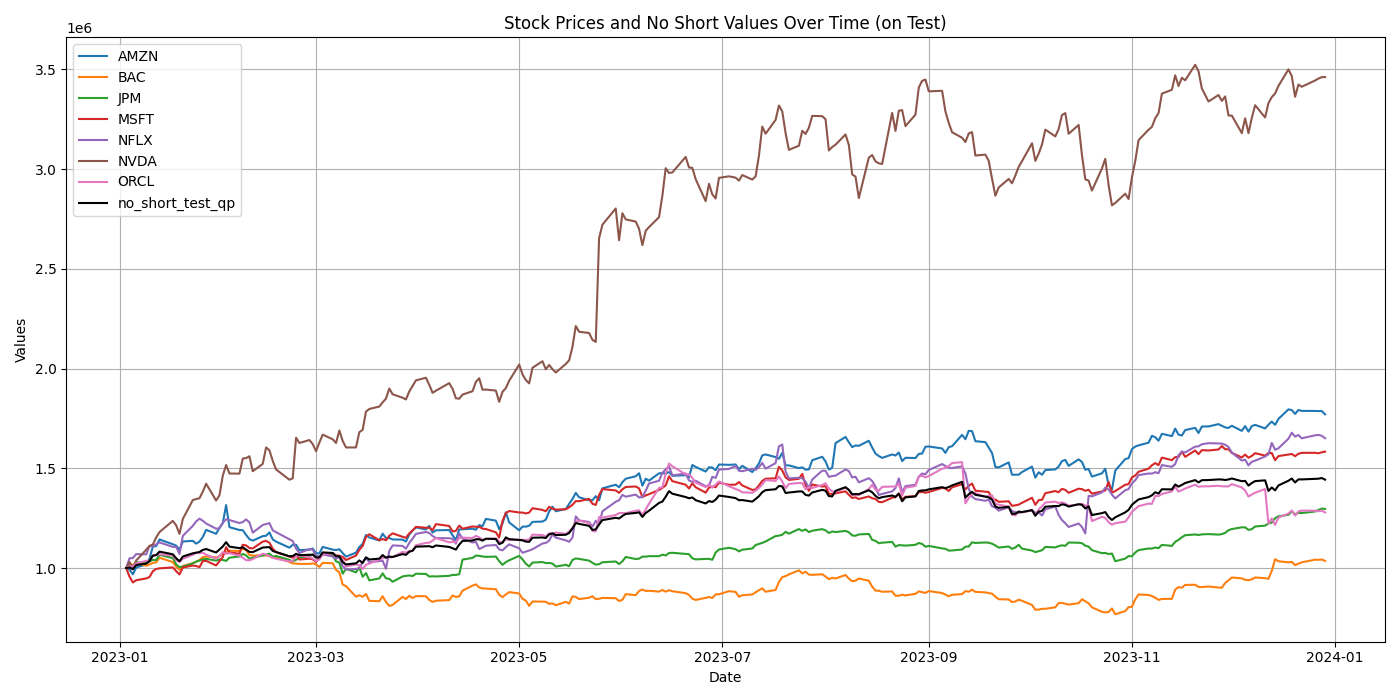 Stock Prices and No Short Values Over Time (on Test)
1e6
AMZN
BAC
JPM
MSFT
NFLX
NVDA
ORCL
no_short_test_qp
3.5
3.0
2.5
2.0
1.5
1.0
Values
2023-01 2023-03 2023-05 2023-07 2023-09 2023-11 2024-01
Date